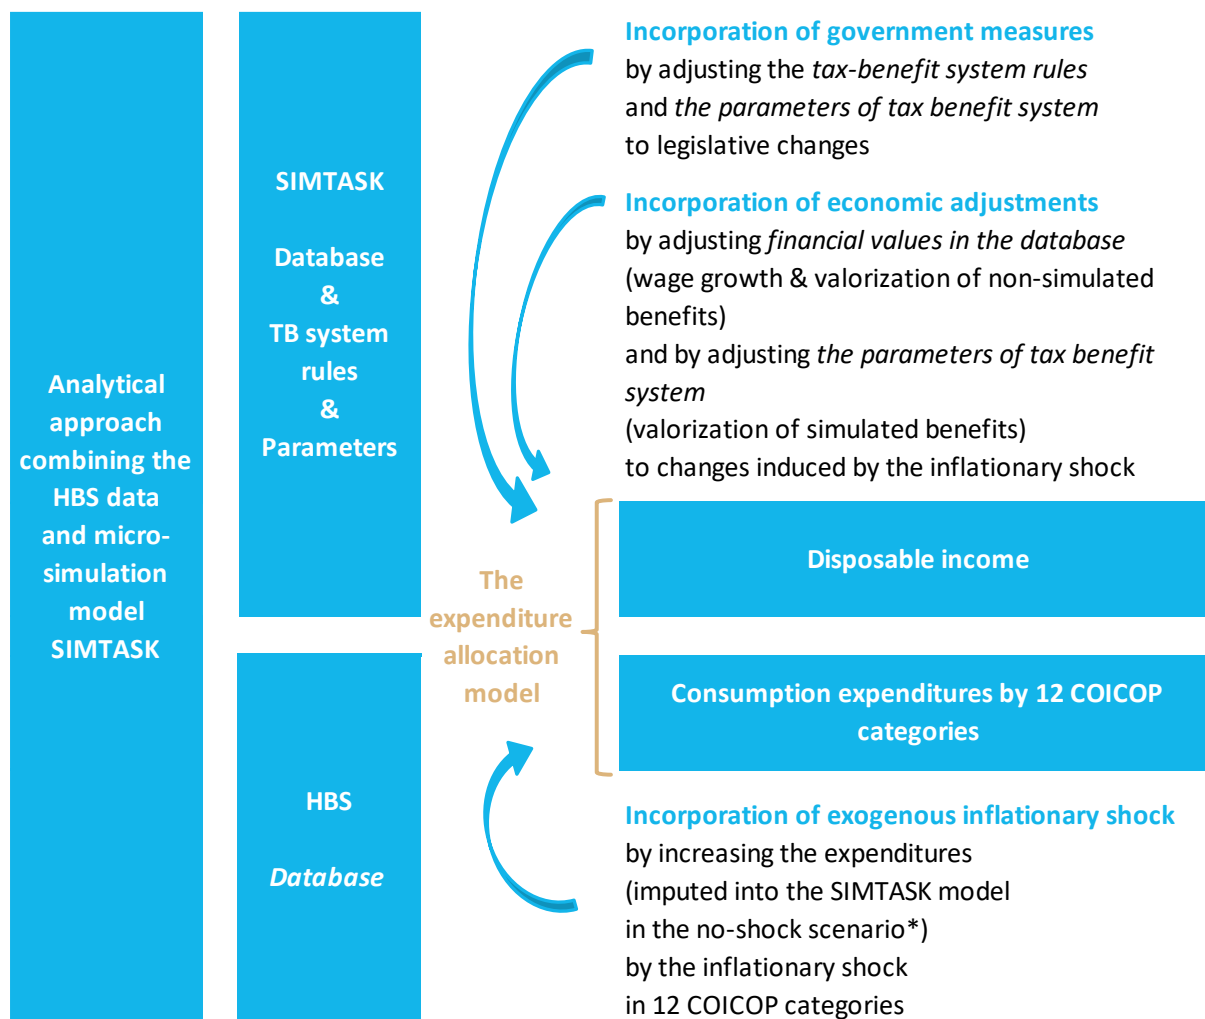 Analytical
approach
combining the
HBS data
and micro-
simulation
model
SIMTASK
SIMTASK
Database
&
TB system
rules
&
Parameters
HBS
Database
The
expenditure
allocation
model
Incorporation of government measures
by adjusting the tax-benefit system rules
and the parameters of tax benefit system
to legislative changes
Incorporation of economic adjustments
by adjusting financial values in the database
(wage growth & valorization of non-simulated
benefits)
and by adjusting the parameters of tax benefit
system
(valorization of simulated benefits)
to changes induced by the inflationary shock
Disposable income
Consumption expenditures by 12 COICOP
categories
Incorporation of exogenous inflationary shock
by increasing the expenditures
(imputed into the SIMTASK model
in the no-shock scenario*)
by the inflationary shock
in 12 COICOP categories